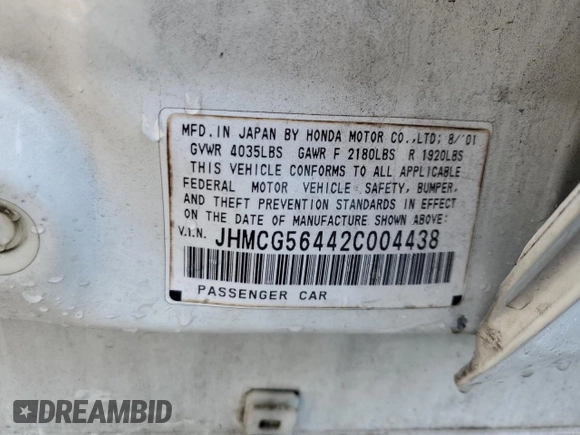 MFD. IN JAPAN BY HONDA MOTOR CO.,LTD; 8/'01
GVWR 4035LBS GAWR F 2180LBS R 1920LBS
THIS VEHICLE CONFORMS TO ALL APPLICABLE
FEDERAL MOTOR VEHICLE SAFETY, BUMPER,
AND THEFT PREVENTION STANDARDS IN EFFECT
ON THE DATE OF MANUFACTURE SHOWN ABOVE:
V.I.N. JHMCG56442C004438
PASSENGER CAR
DREAMBID